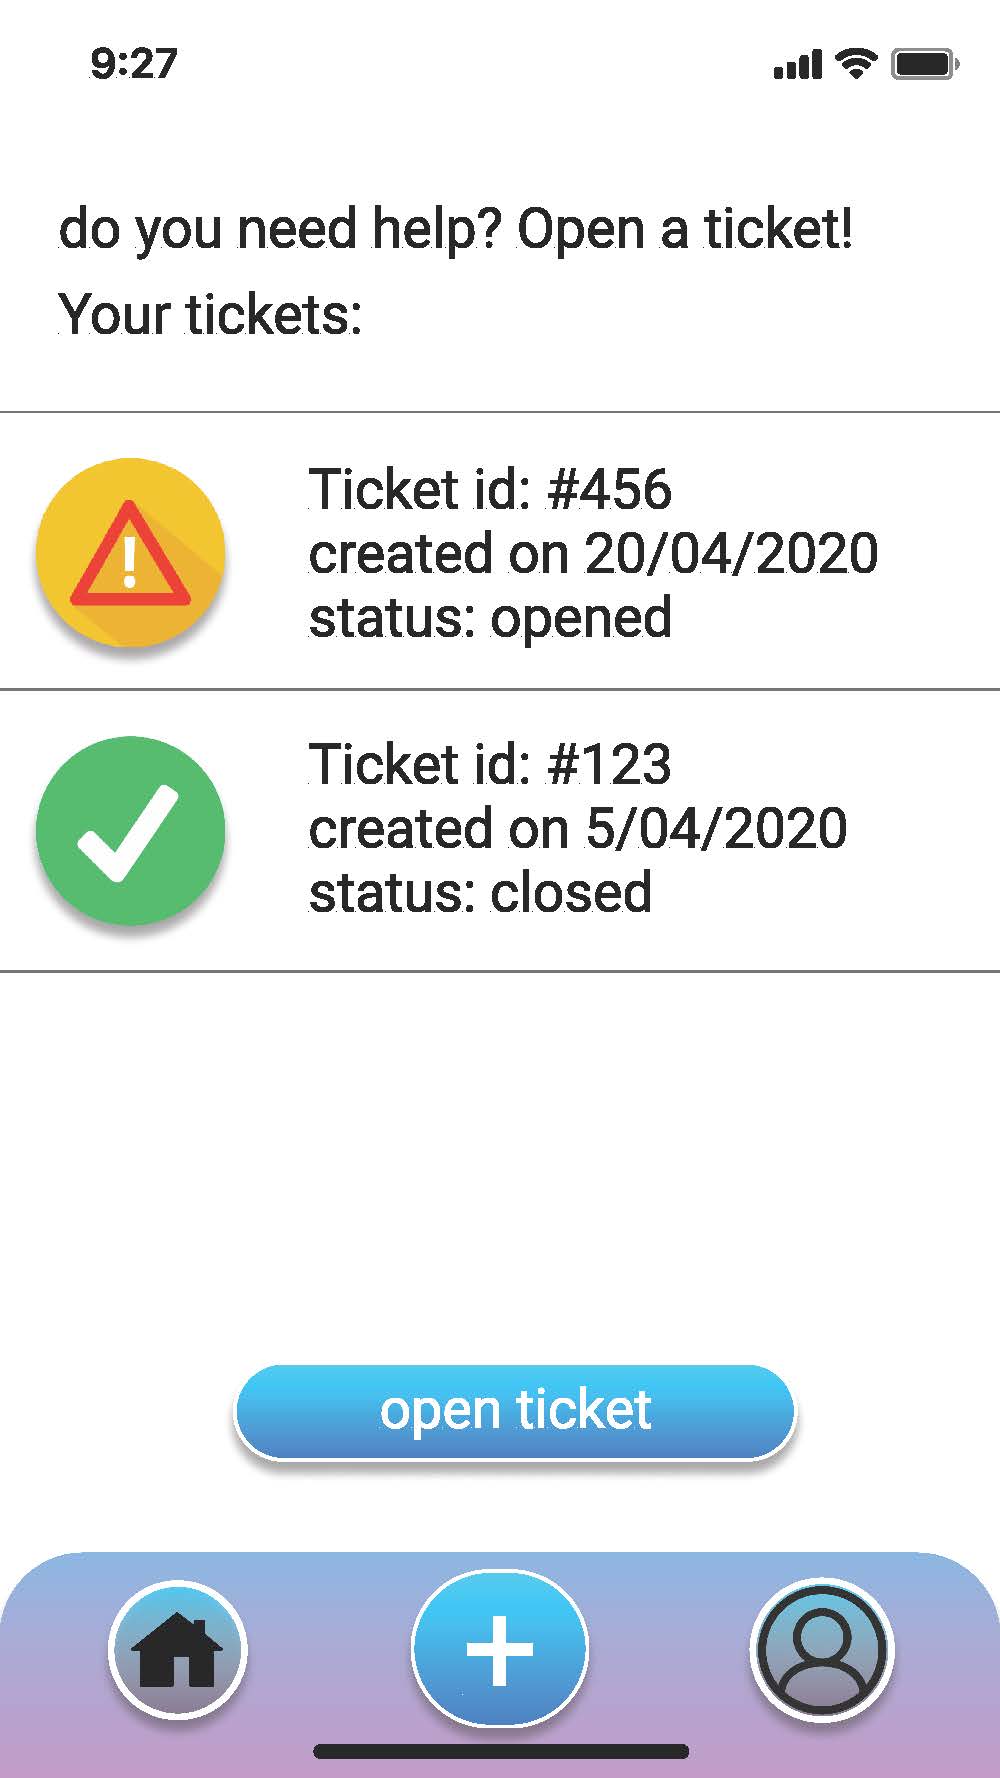 9:27
do you need help? Open a ticket!
Your tickets:
Ticket id: #456
created on 20/04/2020
status: opened
Ticket id: #123
created on 5/04/2020
status: closed
open ticket